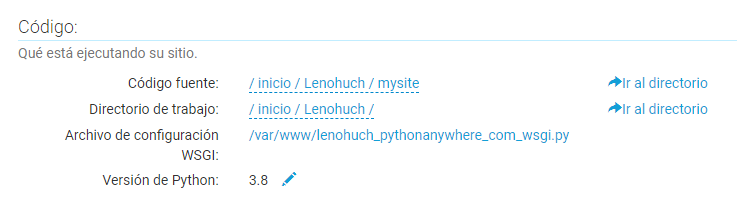 Código:
Qué está ejecutando su sitio.
Código fuente: / inicio / Lenohuch / mysite Ir al directorio
Directorio de trabajo: / inicio / Lenohuch / Ir al directorio
Archivo de configuración /var/www/lenohuch_pythonanywhere_com_wsgi.py
WSGI:
Versión de Python: 3.8